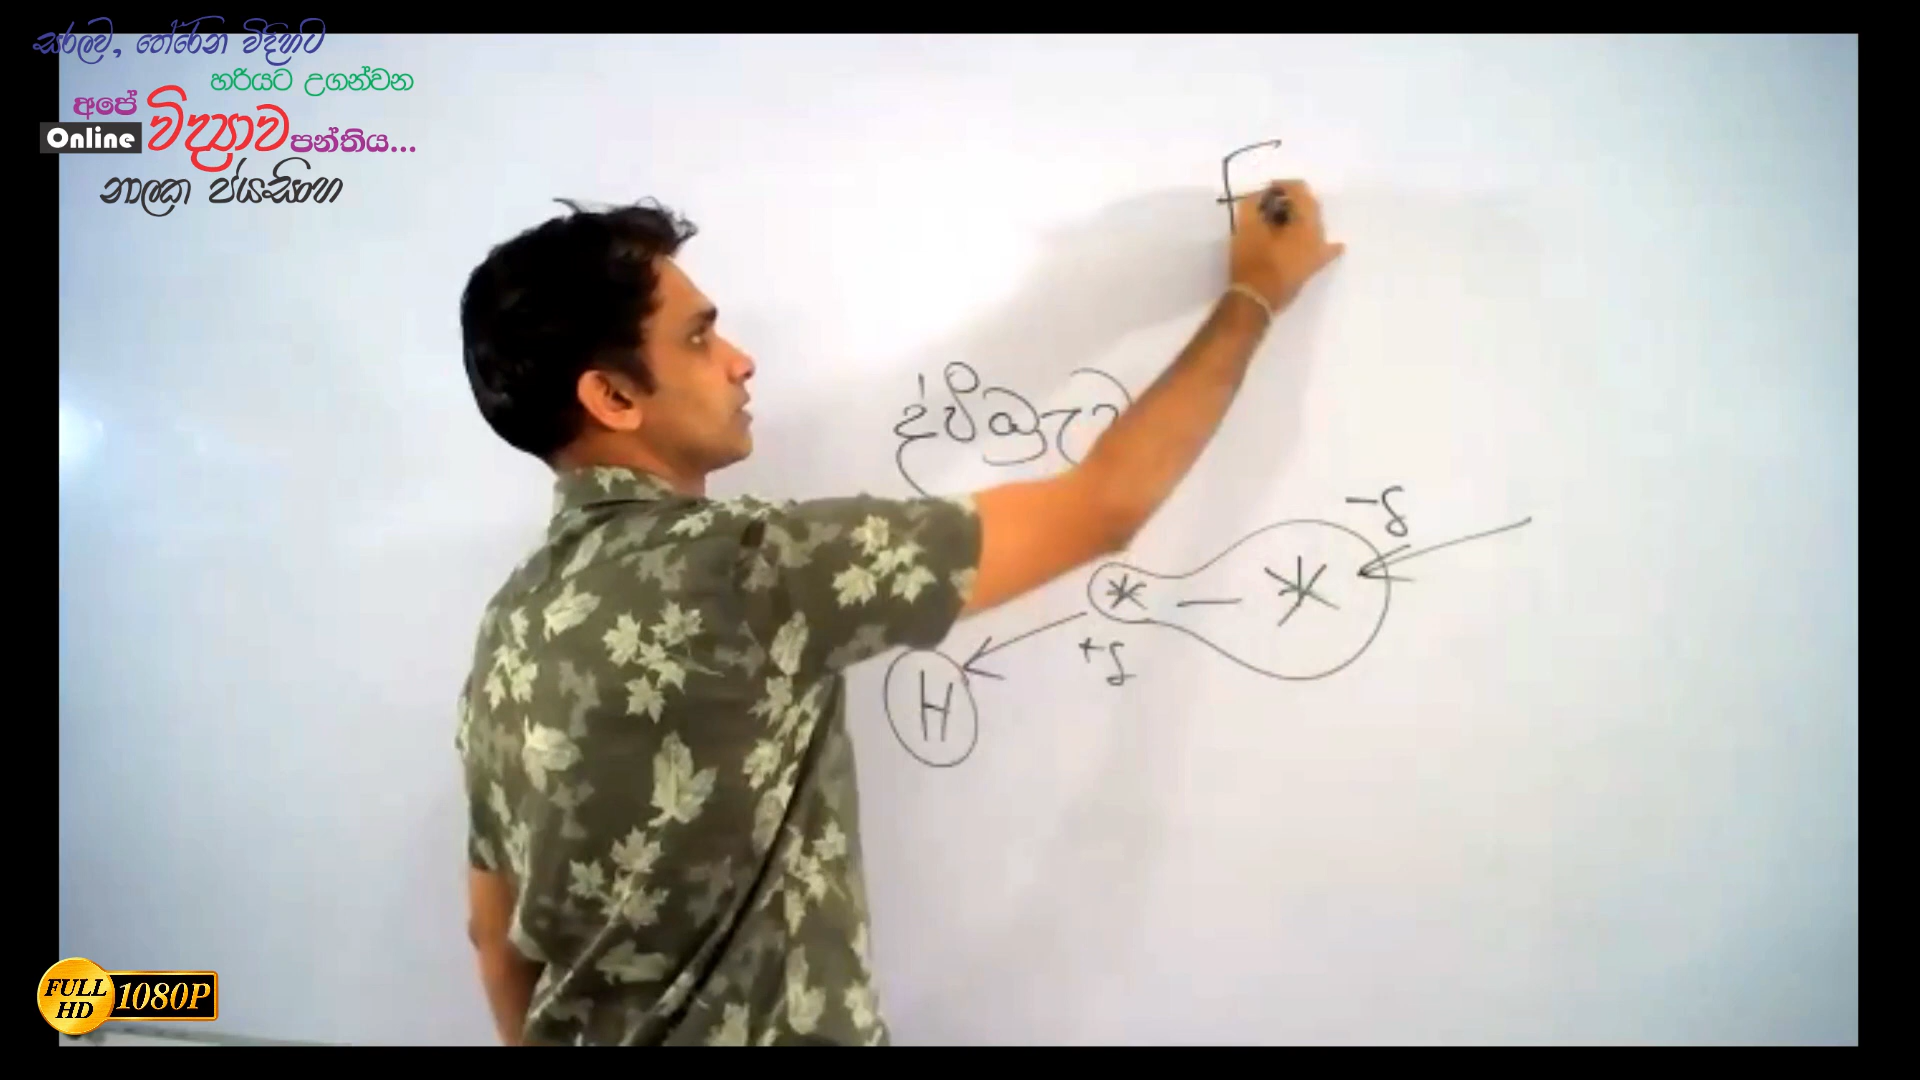 සරලව, තේරෙන විදිහට
හරියට උගන්වන
අපේ
Online විද්‍යාව පන්තිය...
නාලක ජයසිංහ
F
ද්වීධ්‍රැව
-δ
* - *
+δ
H
FULL HD 1080P